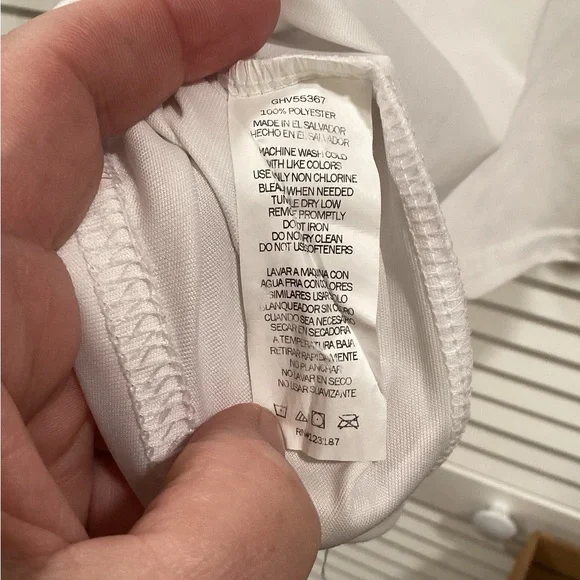 GHV55367
100% POLYESTER
MADE IN EL SALVADOR
HECHO EN EL SALVADOR
MACHINE WASH COLD
WITH LIKE COLORS
USE ONLY NON CHLORINE
BLEACH WHEN NEEDED
TUMBLE DRY LOW
REMOVE PROMPTLY
DO NOT IRON
DO NOT DRY CLEAN
DO NOT USE SOFTENERS
LAVAR A MAQUINA CON
AGUA FRIA CON COLORES
SIMILARES USAR SOLO
BLANQUEADOR SIN CLORO
CUANDO SEA NECESARIO
SECAR EN SECADORA
A TEMPERATURA BAJA
RETIRAR RAPIDAMENTE
NO PLANCHAR
NO LAVAR EN SECO
NO USAR SUAVIZANTE
RN#123187